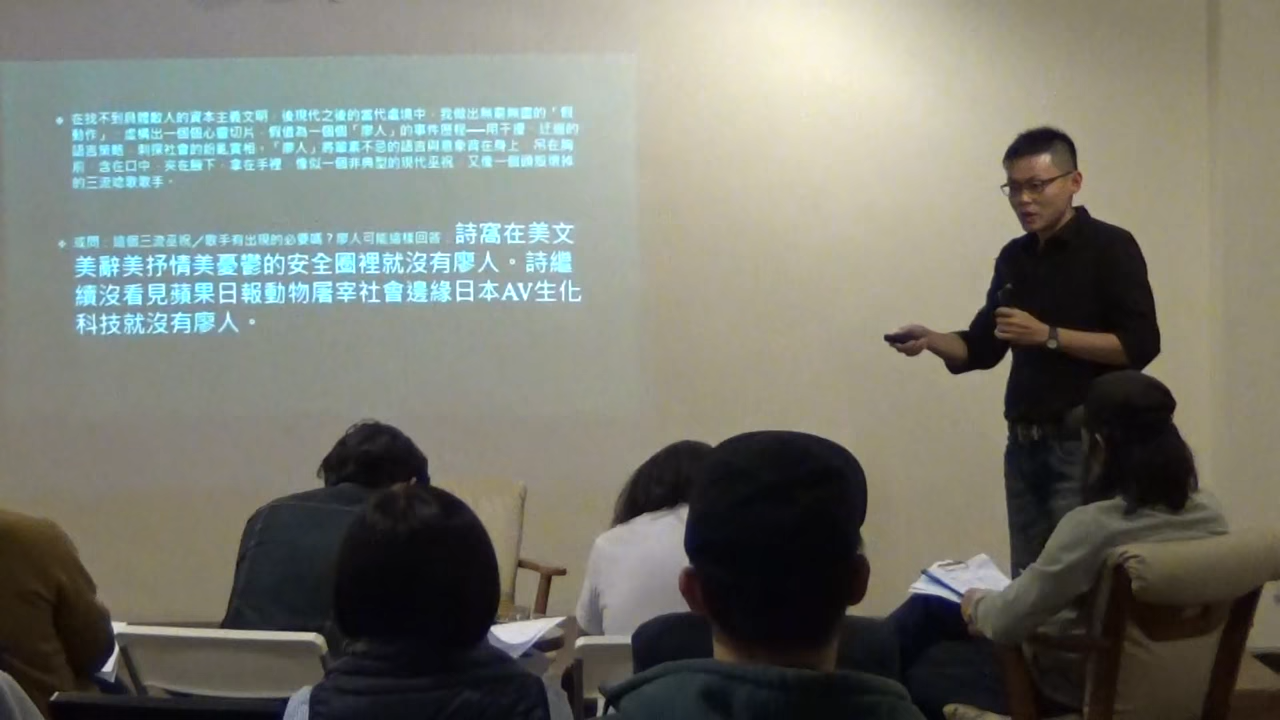 在找不到具體敵人的資本主義文明,後現代之後的當代處境中,我做出無窮無盡的「假
動作」,虛構出一個個心靈切片,假借為一個個「廖人」的事件歷程──用干擾、迂迴的
語言策略,刺探社會的紛亂實相。「廖人」將葷素不忌的語言與意象背在身上、吊在胸
前、含在口中、夾在腋下、拿在手裡,像似一個非典型的現代巫祝,又像一個頭殼壞掉
的三流唸歌歌手。
或問:這個三流巫祝／歌手有出現的必要嗎?廖人可能這樣回答:詩窩在美文
美辭美抒情美憂鬱的安全圈裡就沒有廖人。詩繼
續沒看見蘋果日報動物屠宰社會邊緣日本AV生化
科技就沒有廖人。